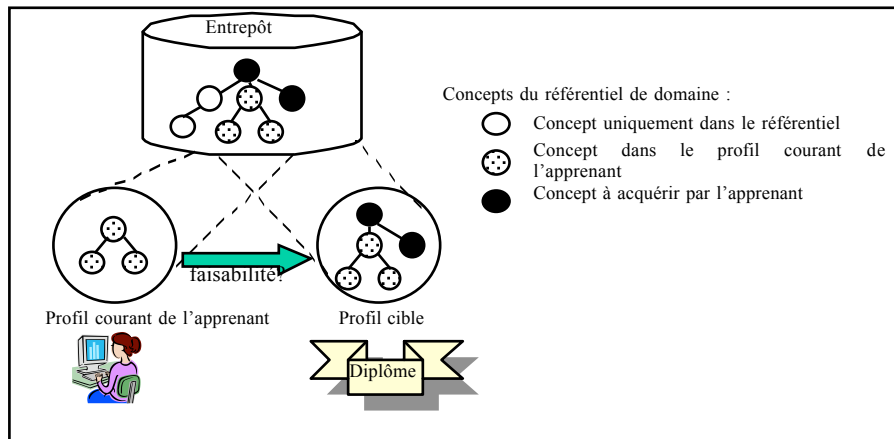 Entrepôt
Concepts du référentiel de domaine :
Concept uniquement dans le référentiel
Concept dans le profil courant de
l’apprenant
Concept à acquérir par l’apprenant
faisabilité?
Profil courant de l’apprenant
Profil cible
Diplôme